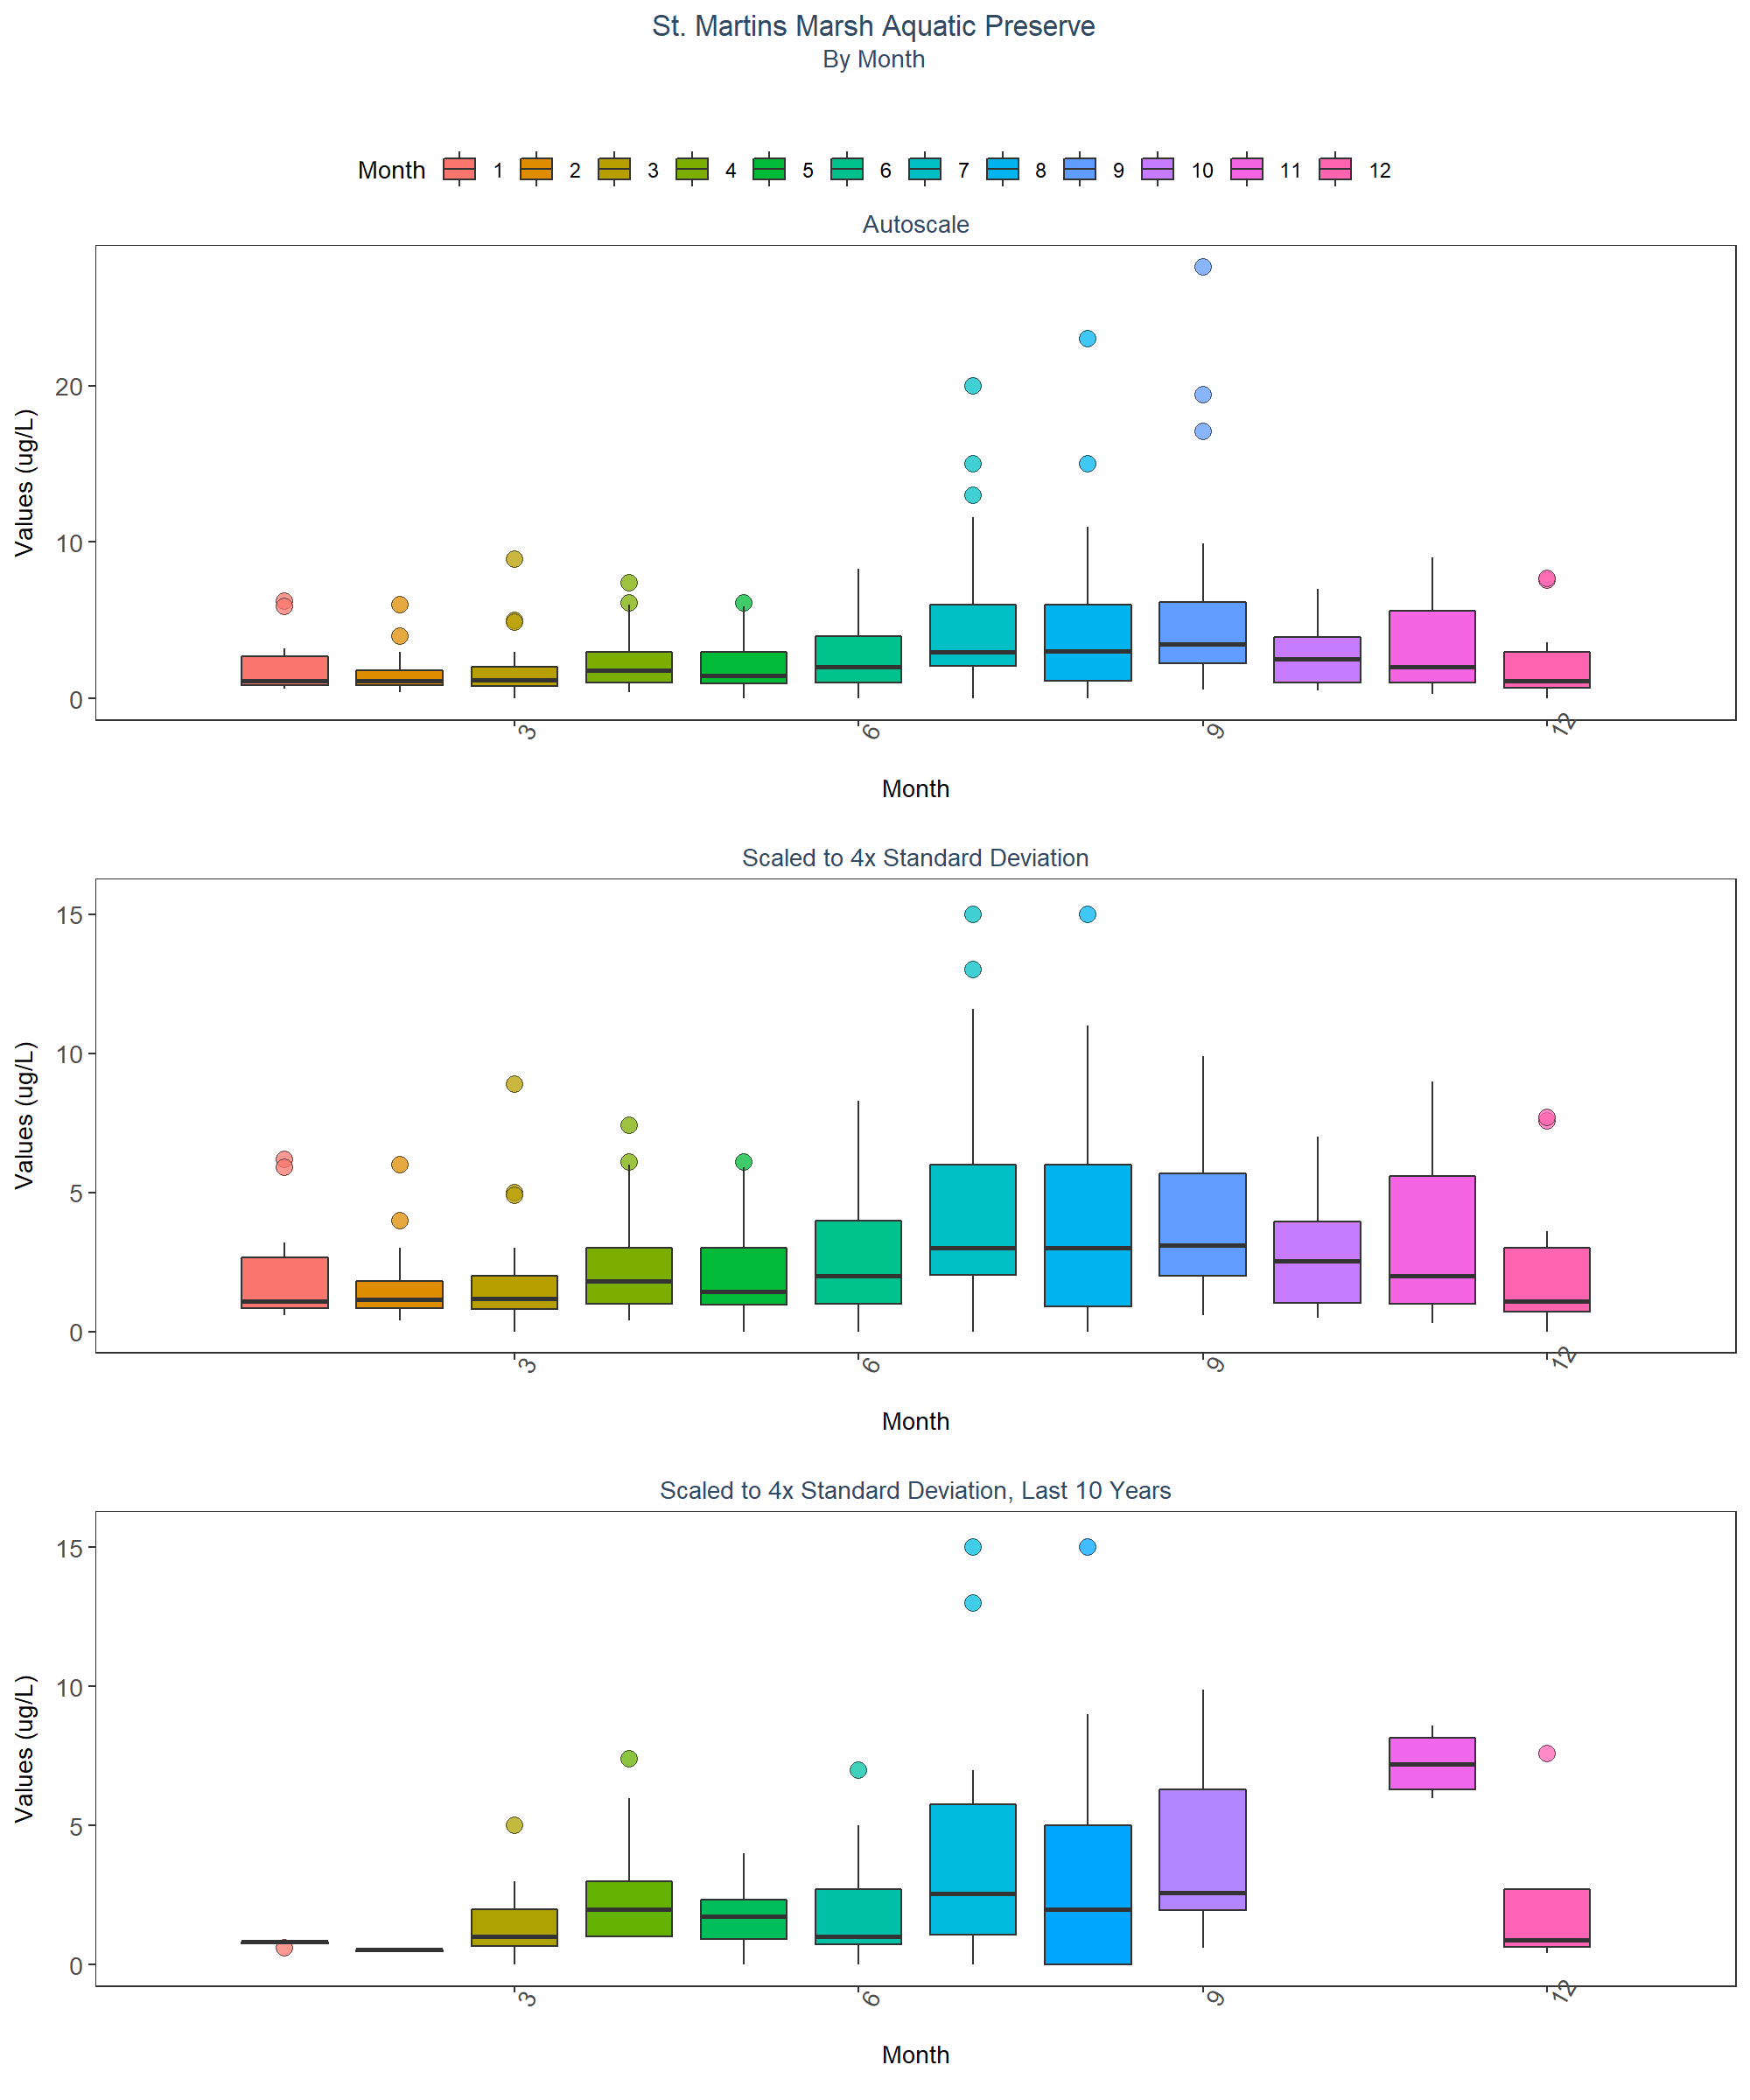 St. Martins Marsh Aquatic Preserve
By Month
Month 1 2 3 4 5 6 7 8 9 10 11 12
Autoscale
Values (ug/L)
20
10
0
3 6 9 12
Month
Scaled to 4x Standard Deviation
Values (ug/L)
15
10
5
0
3 6 9 12
Month
Scaled to 4x Standard Deviation, Last 10 Years
Values (ug/L)
15
10
5
0
3 6 9 12
Month